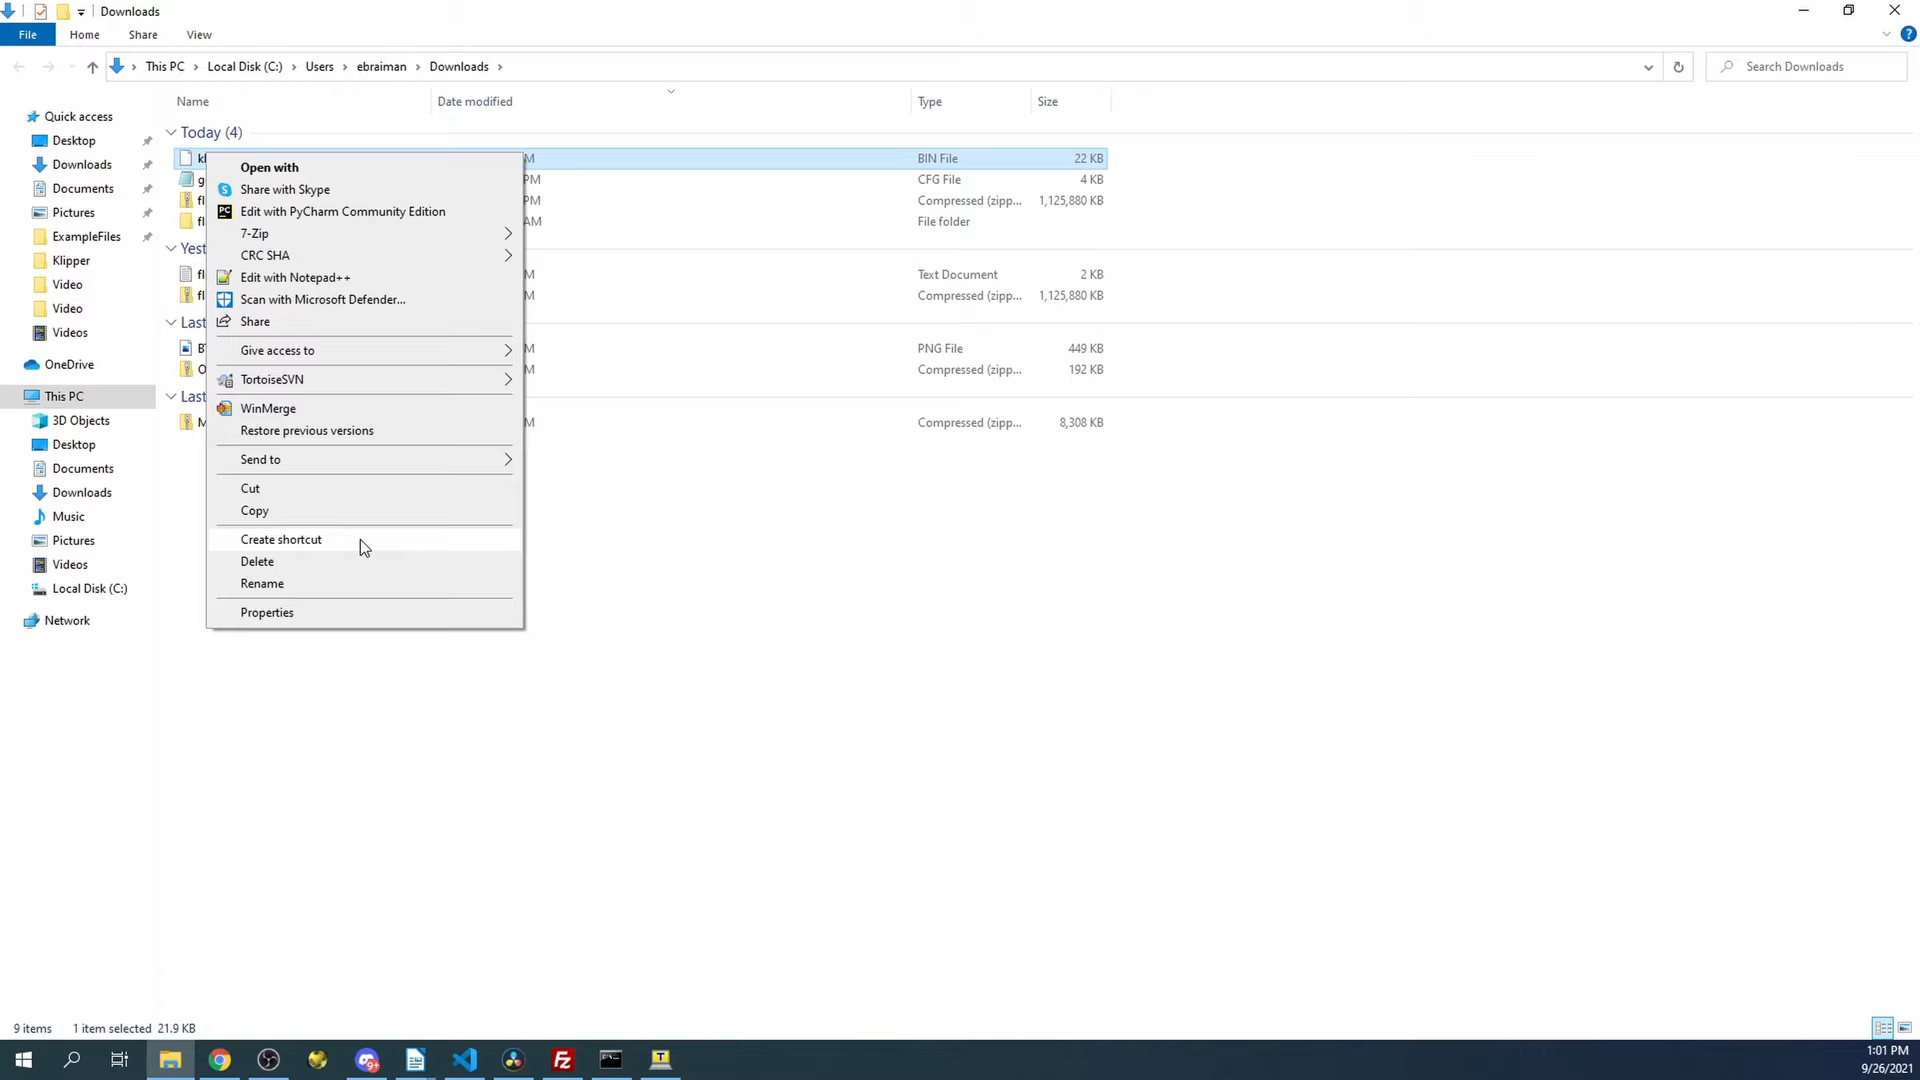 Downloads
File Home Share View
This PC Local Disk (C:) Users ebraiman Downloads
Search Downloads
Name Date modified Type Size
Quick access
Desktop
Downloads
Documents
Pictures
ExampleFiles
Klipper
Video
Video
Videos
OneDrive
This PC
3D Objects
Desktop
Documents
Downloads
Music
Pictures
Videos
Local Disk (C:)
Network
Today (4)
M BIN File 22 KB
PM CFG File 4 KB
PM Compressed (zipp... 1,125,880 KB
AM File folder
Yest
M Text Document 2 KB
M Compressed (zipp... 1,125,880 KB
Last
M PNG File 449 KB
M Compressed (zipp... 192 KB
Last
M Compressed (zipp... 8,308 KB
Open with
Share with Skype
Edit with PyCharm Community Edition
7-Zip
CRC SHA
Edit with Notepad++
Scan with Microsoft Defender...
Share
Give access to
TortoiseSVN
WinMerge
Restore previous versions
Send to
Cut
Copy
Create shortcut
Delete
Rename
Properties
9 items 1 item selected 21.9 KB
1:01 PM
9/26/2021